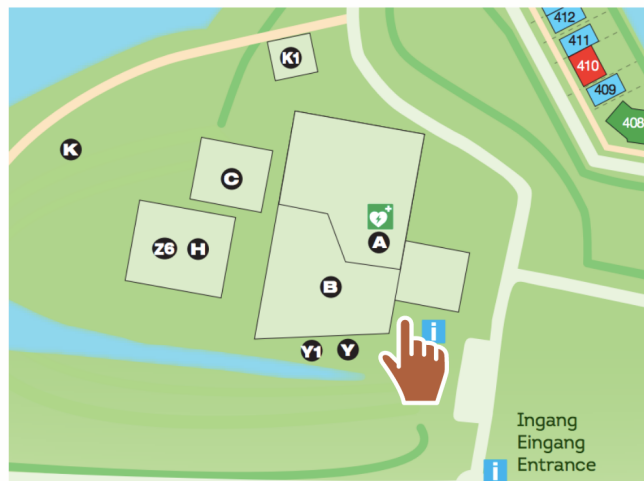 412
411
410
409
408
K1
K
C
A
Z6 H
B
i
Y1 Y
Ingang
Eingang
i Entrance